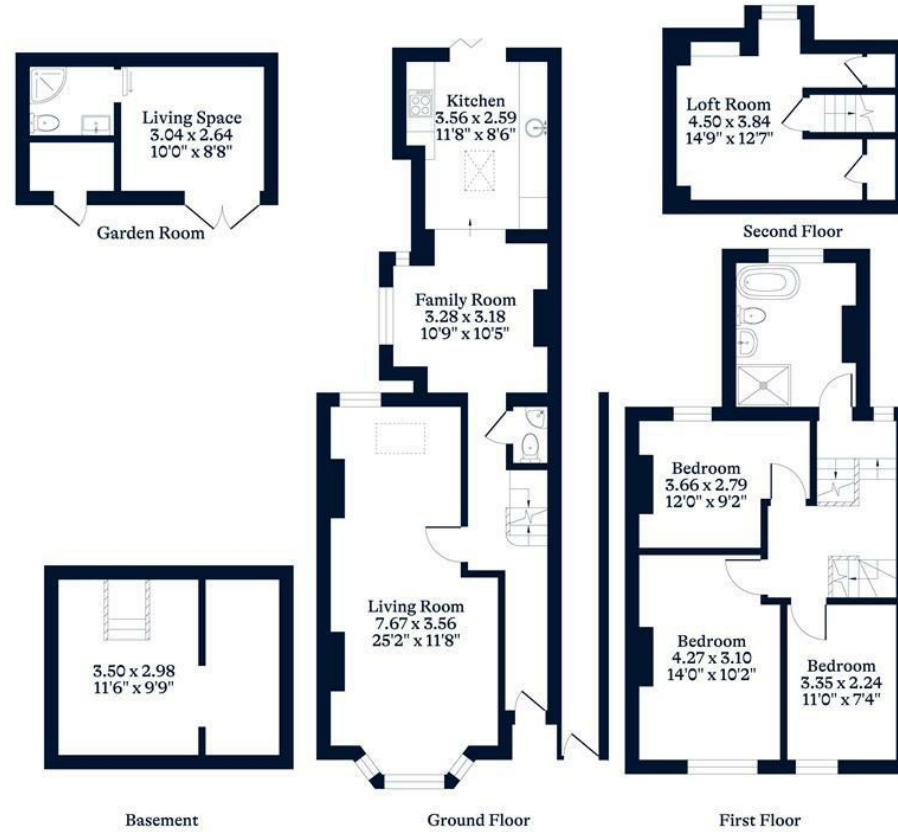 Living Space
3.04 x 2.64
10'0" x 8'8"
Garden Room
Kitchen
3.56 x 2.59
11'8" x 8'6"
Family Room
3.28 x 3.18
10'9" x 10'5"
Living Room
7.67 x 3.56
25'2" x 11'8"
Ground Floor
3.50 x 2.98
11'6" x 9'9"
Basement
Loft Room
4.50 x 3.84
14'9" x 12'7"
Second Floor
Bedroom
3.66 x 2.79
12'0" x 9'2"
Bedroom
4.27 x 3.10
14'0" x 10'2"
Bedroom
3.35 x 2.24
11'0" x 7'4"
First Floor